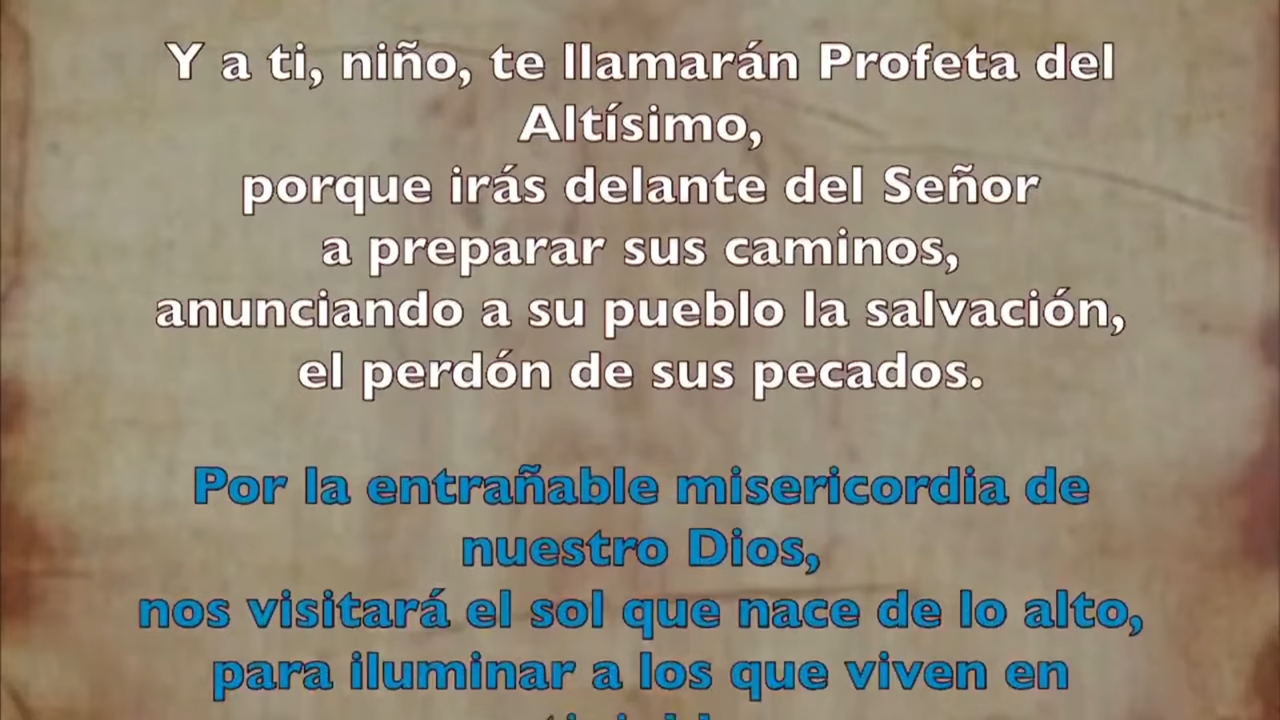 Y a ti, niño, te llamarán Profeta del
Altísimo,
porque irás delante del Señor
a preparar sus caminos,
anunciando a su pueblo la salvación,
el perdón de sus pecados.
Por la entrañable misericordia de
nuestro Dios,
nos visitará el sol que nace de lo alto,
para iluminar a los que viven en